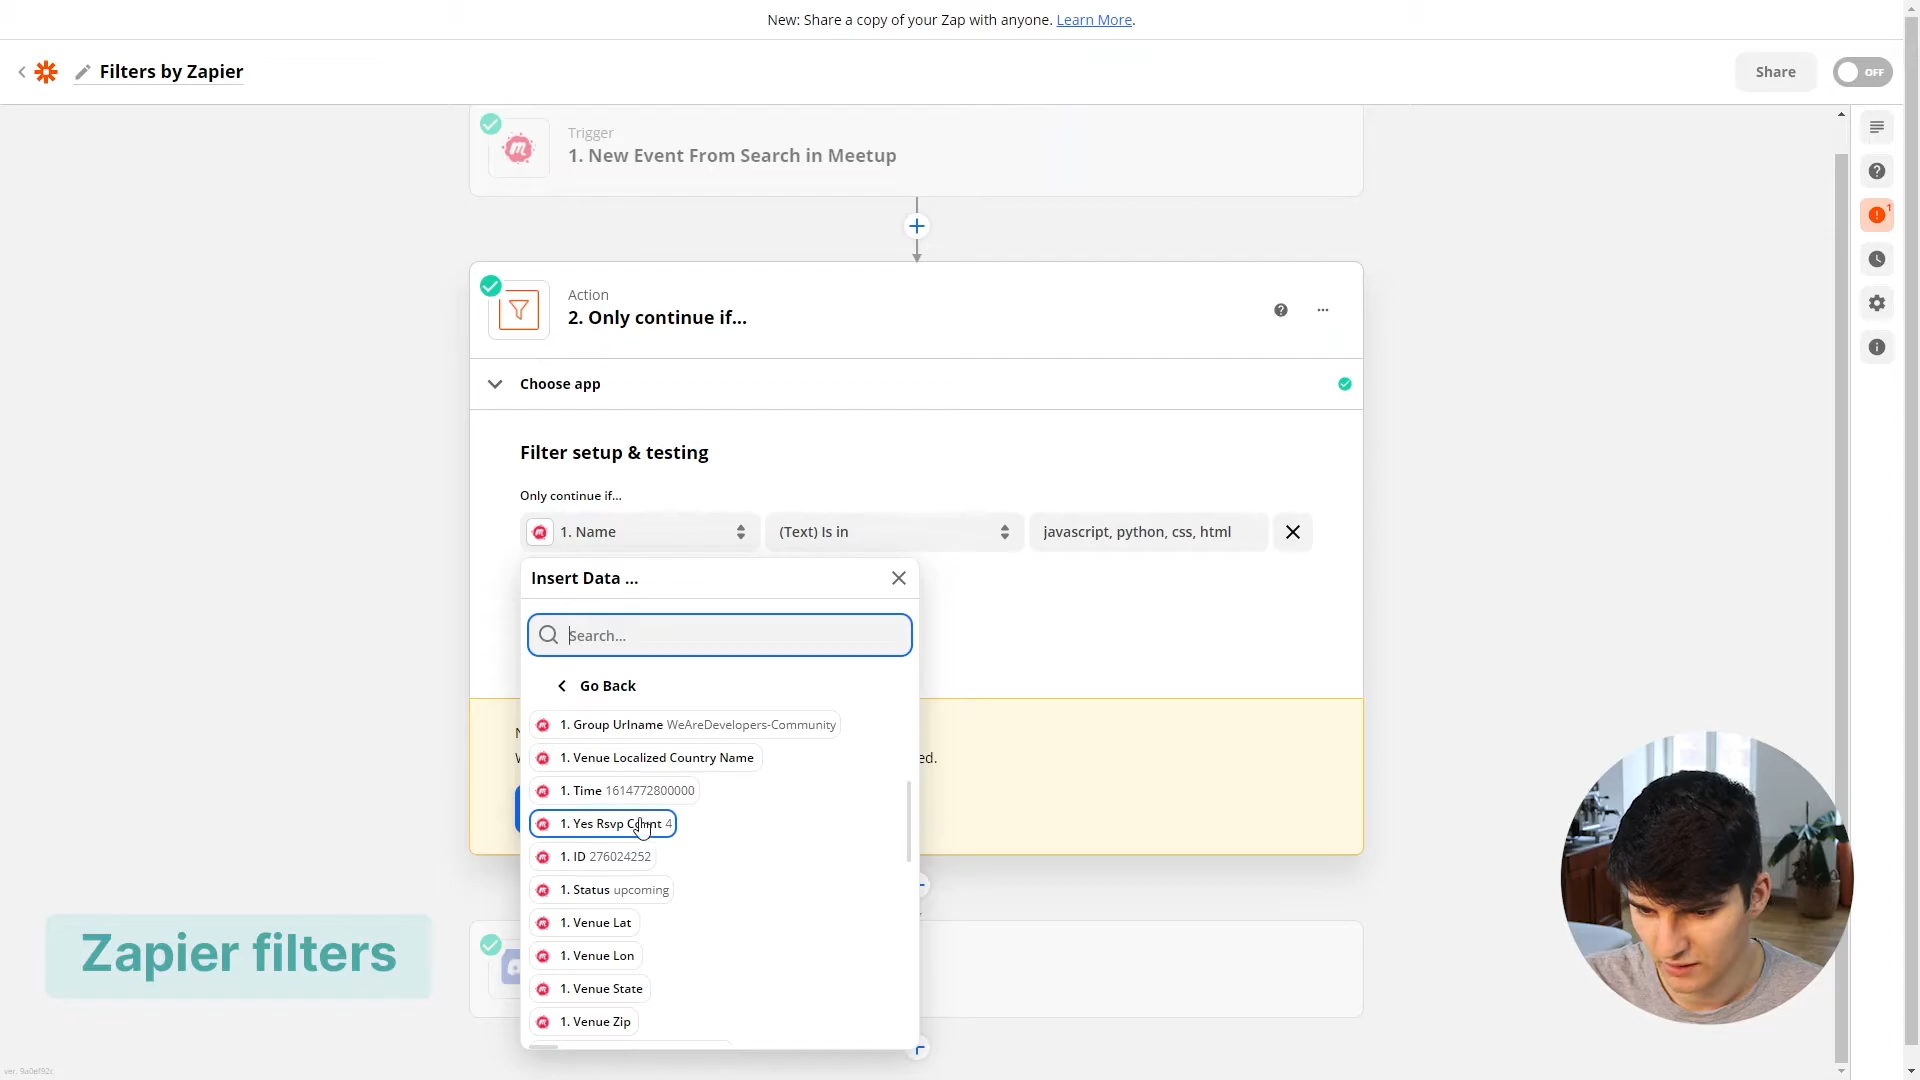 New: Share a copy of your Zap with anyone. Learn More.
Filters by Zapier
Share
OFF
Trigger
1. New Event From Search in Meetup
1
Action
2. Only continue if...
Choose app
Filter setup & testing
Only continue if...
1. Name
(Text) Is in
javascript, python, css, html
Insert Data ...
Search...
Go Back
1. Group Urlname WeAreDevelopers-Community
1. Venue Localized Country Name
ed.
1. Time 1614772800000
1. Yes Rsvp Count 4
1. ID 276024252
1. Status upcoming
1. Venue Lat
1. Venue Lon
1. Venue State
1. Venue Zip
Zapier filters
ver. 9a0ef92c